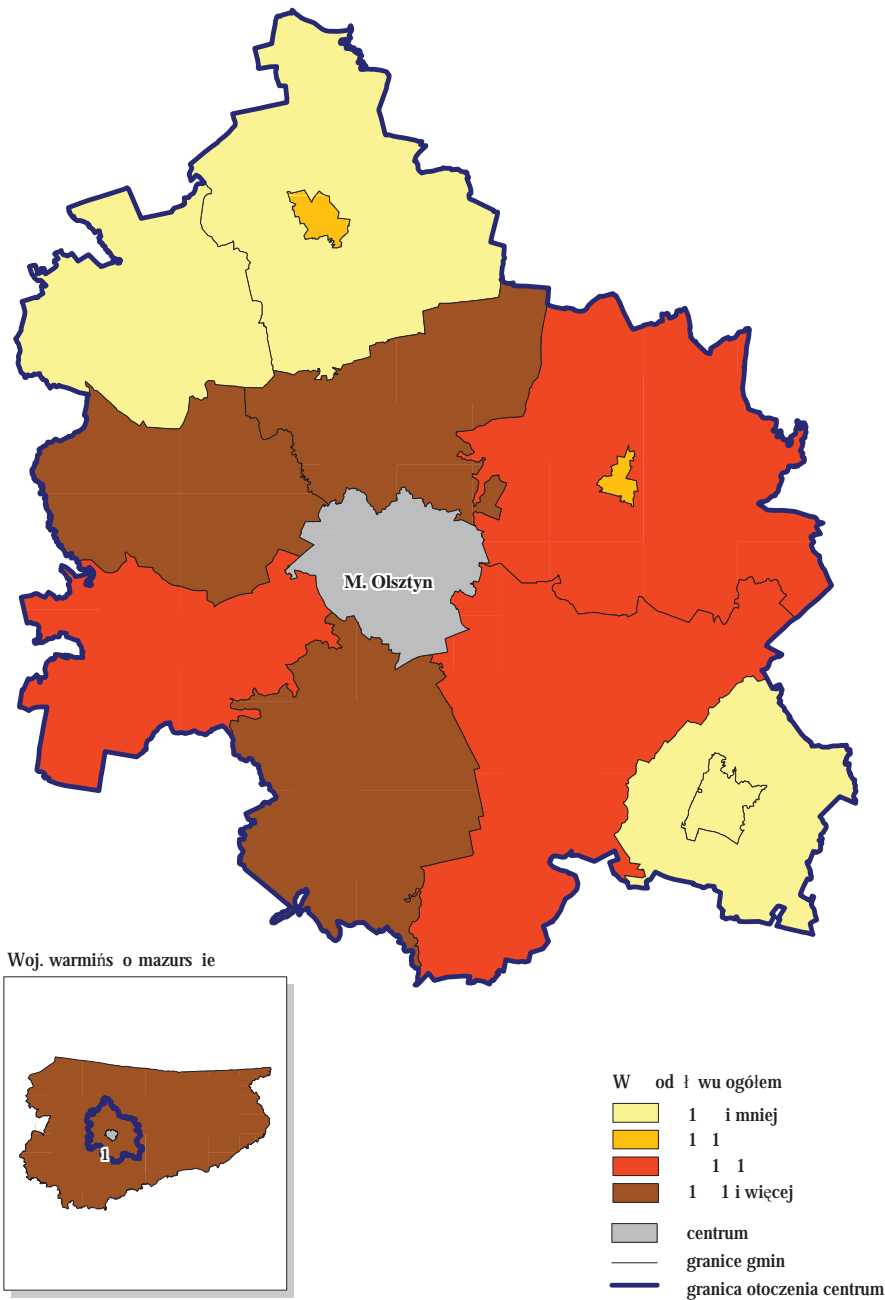 M. Olsztyn
Woj. warmińs o mazurs ie
1
W od ł wu ogółem
1 i mniej
1 1
1 1
1 1 i więcej
centrum
granice gmin
granica otoczenia centrum